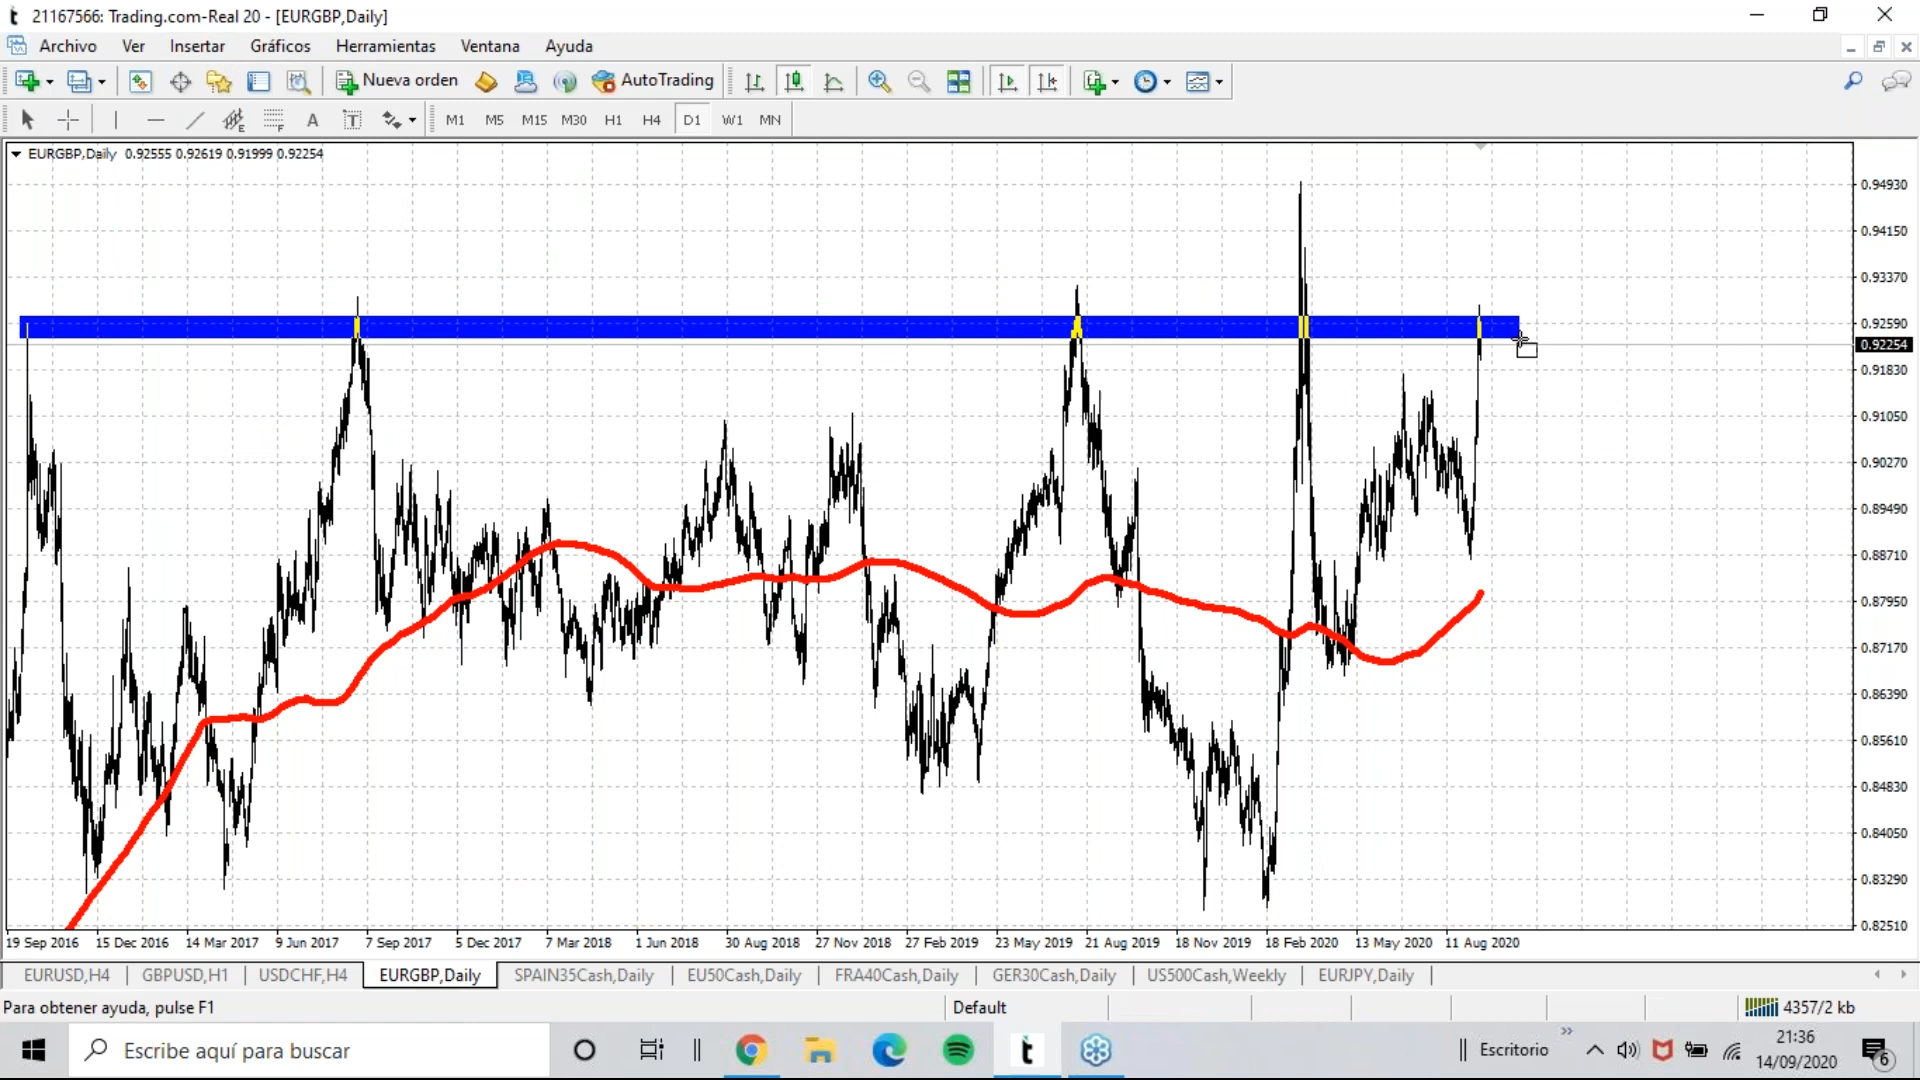 21167566: Trading.com-Real 20 - [EURGBP,Daily]
Archivo Ver Insertar Gráficos Herramientas Ventana Ayuda
Nueva orden AutoTrading
A T M1 M5 M15 M30 H1 H4 D1 W1 MN
EURGBP,Daily 0.92555 0.92619 0.91999 0.92254
0.94930
0.94150
0.93370
0.92590
0.92254
0.91830
0.91050
0.90270
0.89490
0.88710
0.87950
0.87170
0.86390
0.85610
0.84830
0.84050
0.83290
0.82510
19 Sep 2016 15 Dec 2016 14 Mar 2017 9 Jun 2017 7 Sep 2017 5 Dec 2017 7 Mar 2018 1 Jun 2018 30 Aug 2018 27 Nov 2018 27 Feb 2019 23 May 2019 21 Aug 2019 18 Nov 2019 18 Feb 2020 13 May 2020 11 Aug 2020
EURUSD,H4 GBPUSD,H1 USDCHF,H4 EURGBP,Daily SPAIN35Cash,Daily EU50Cash,Daily FRA40Cash,Daily GER30Cash,Daily US500Cash,Weekly EURJPY,Daily
Para obtener ayuda, pulse F1 Default 4357/2 kb
Escribe aquí para buscar Escritorio 21:36
14/09/2020 6